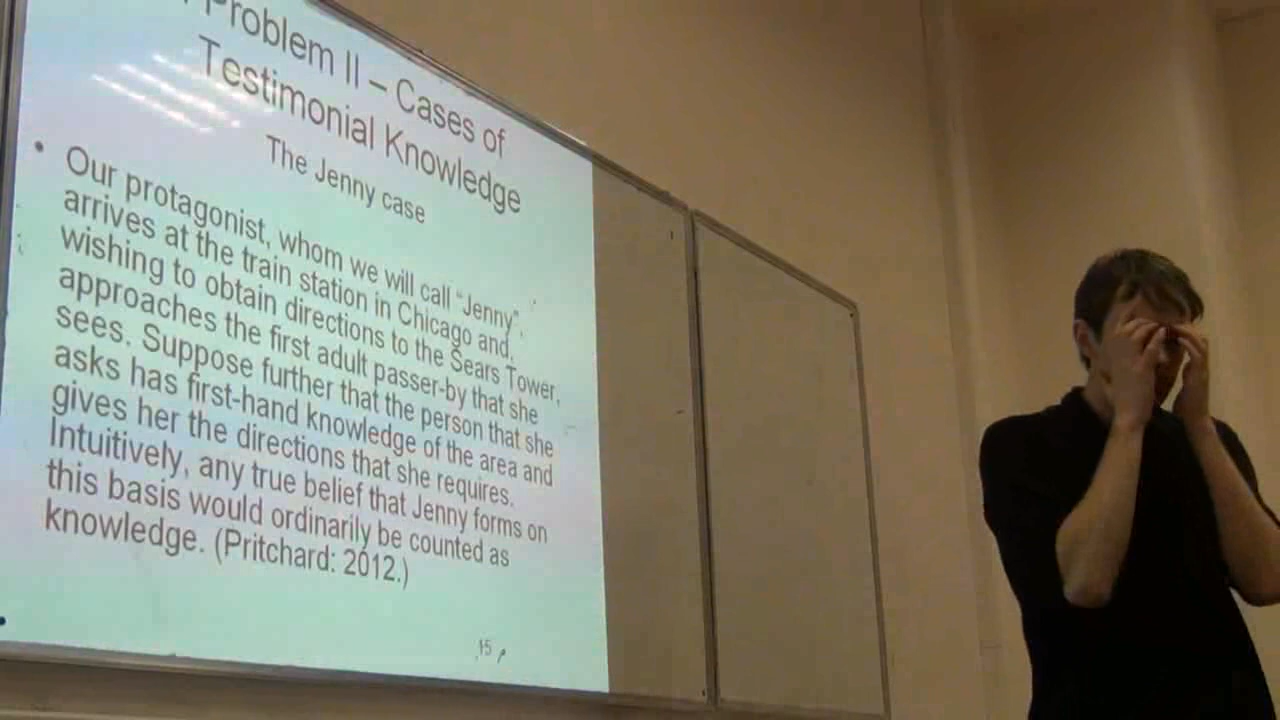 Problem II – Cases of
Testimonial Knowledge
The Jenny case
• Our protagonist, whom we will call “Jenny”,
arrives at the train station in Chicago and,
wishing to obtain directions to the Sears Tower,
approaches the first adult passer-by that she
sees. Suppose further that the person that she
asks has first-hand knowledge of the area and
gives her the directions that she requires.
Intuitively, any true belief that Jenny forms on
this basis would ordinarily be counted as
knowledge. (Pritchard: 2012.)
15